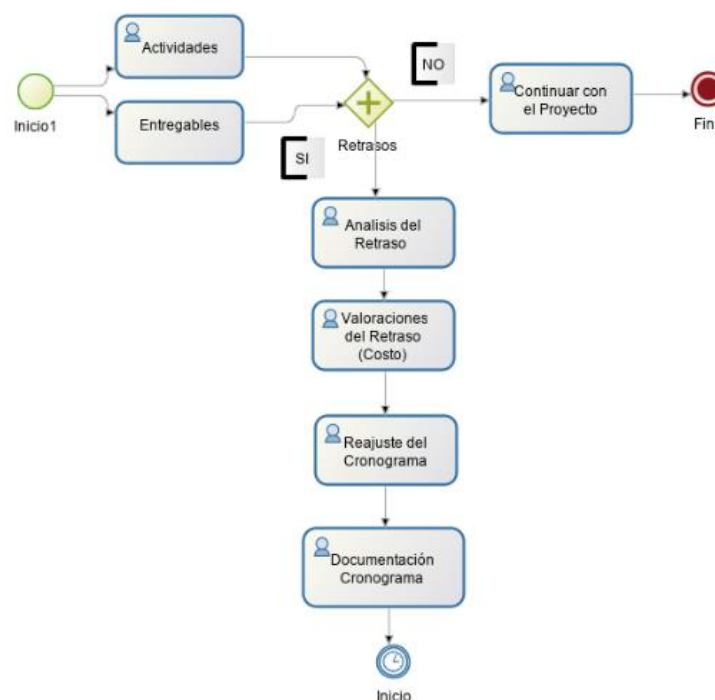 Actividades
Inicio1
Entregables
Retrasos
NO
SI
Continuar con
el Proyecto
Fin
Analisis del
Retraso
Valoraciones
del Retraso
(Costo)
Reajuste del
Cronograma
Documentación
Cronograma
Inicio